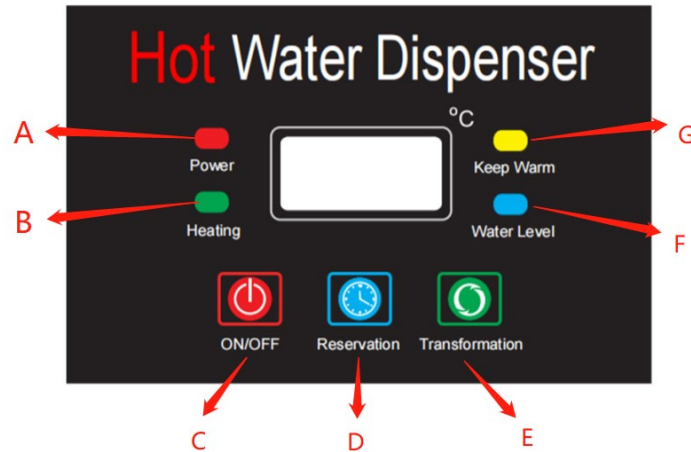 Hot Water Dispenser
°C
A
Power
Keep Warm
G
B
Heating
Water Level
F
ON/OFF
Reservation
Transformation
C
D
E